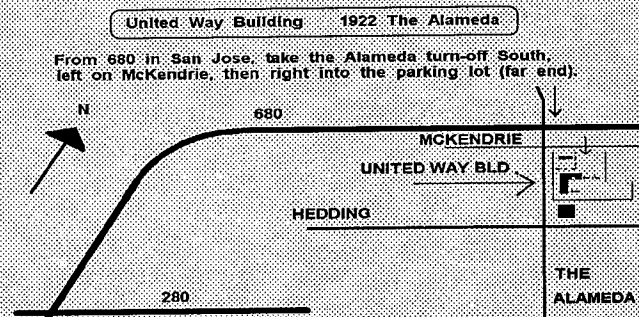 United Way Building 1922 The Alameda
From 680 in San Jose, take the Alameda turn-off South,
left on McKendrie, then right into the parking lot (far end).
N
680
MCKENDRIE
UNITED WAY BLD
HEDDING
THE
ALAMEDA
280